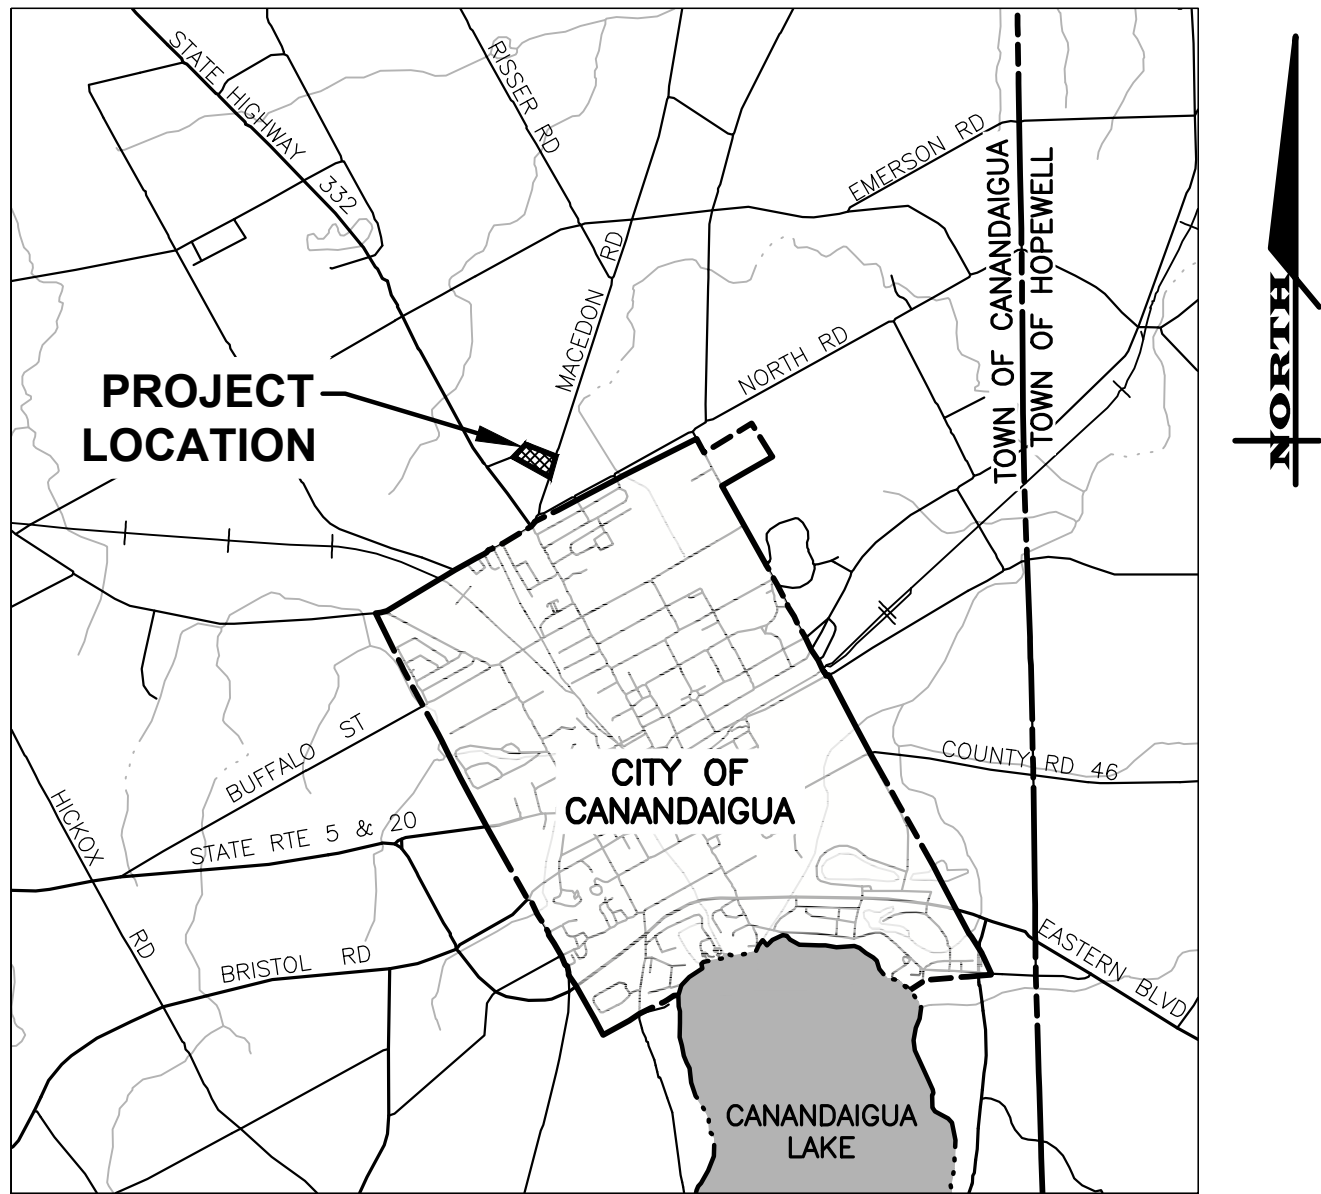 STATE HIGHWAY 332
RISSER RD
EMERSON RD
MACEDON RD
NORTH RD
TOWN OF CANANDAIGUA
TOWN OF HOPEWELL
NORTH
PROJECT
LOCATION
BUFFALO ST
CITY OF
CANANDAIGUA
COUNTY RD 46
HICKOX RD
STATE RTE 5 & 20
BRISTOL RD
EASTERN BLVD
CANANDAIGUA
LAKE